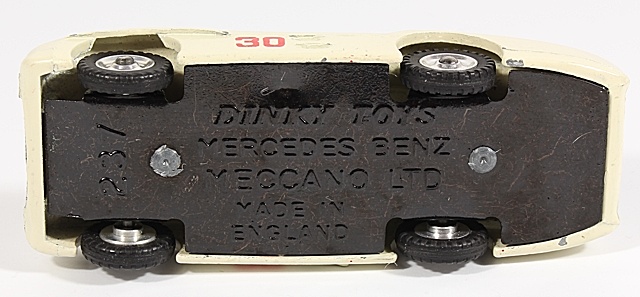 30
DINKY TOYS
MERCEDES BENZ
MECCANO LTD
MADE IN
ENGLAND
237